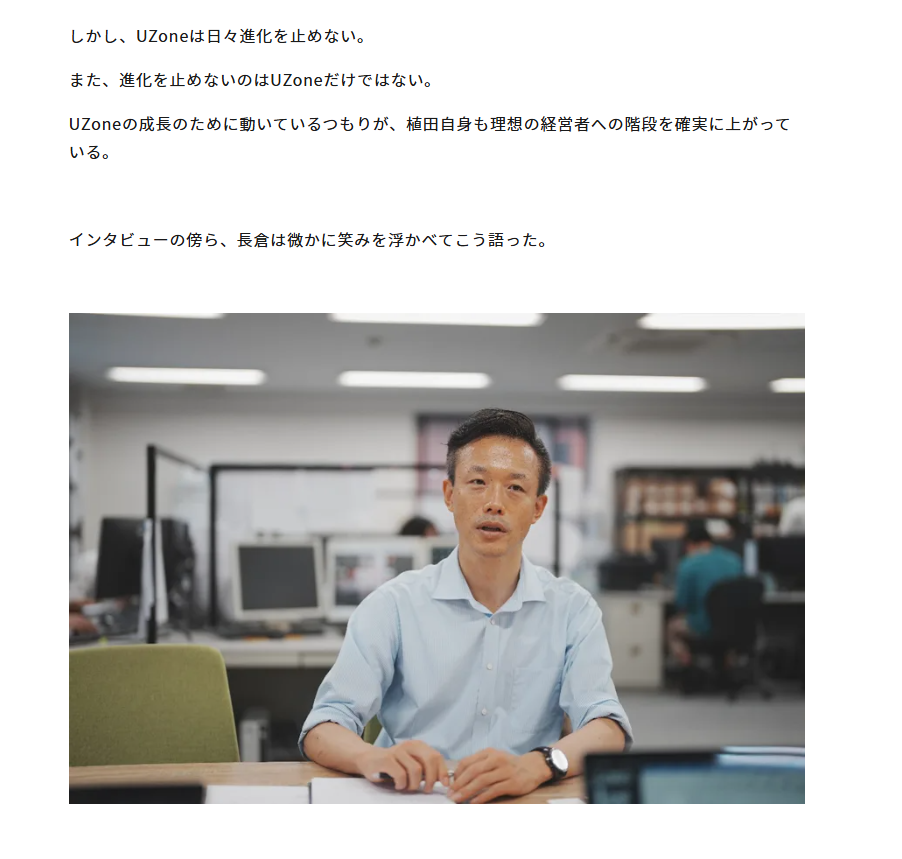 しかし、UZoneは日々進化を止めない。
また、進化を止めないのはUZoneだけではない。
UZoneの成長のために動いているつもりが、植田自身も理想の経営者への階段を確実に上がって
いる。
インタビューの傍ら、長倉は微かに笑みを浮かべてこう語った。